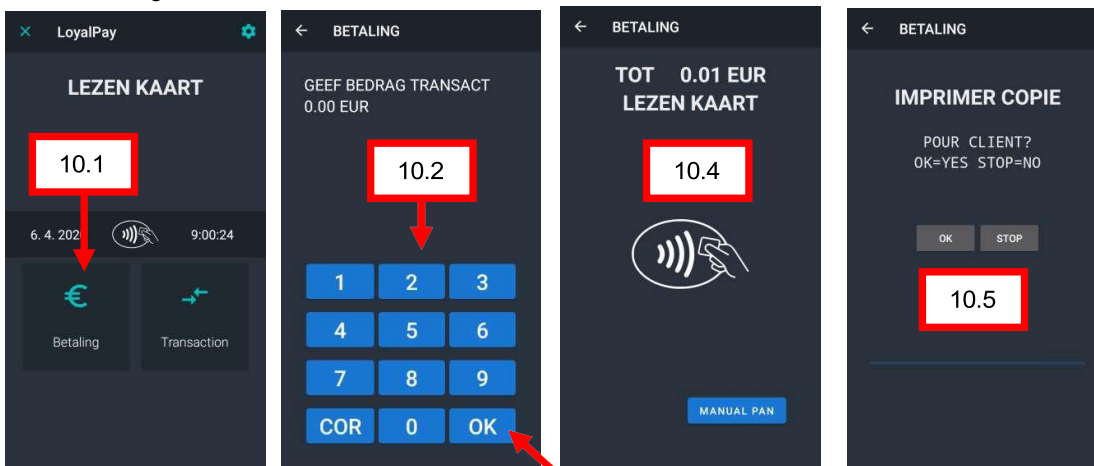 LoyalPay
LEZEN KAART
10.1
6. 4. 202
9:00:24
€
Betaling
Transaction
BETALING
GEEF BEDRAG TRANSACT
0.00 EUR
10.2
1 2 3
4 5 6
7 8 9
COR 0 OK
BETALING
TOT 0.01 EUR
LEZEN KAART
10.4
MANUAL PAN
BETALING
IMPRIMER COPIE
POUR CLIENT?
OK=YES STOP=NO
OK STOP
10.5